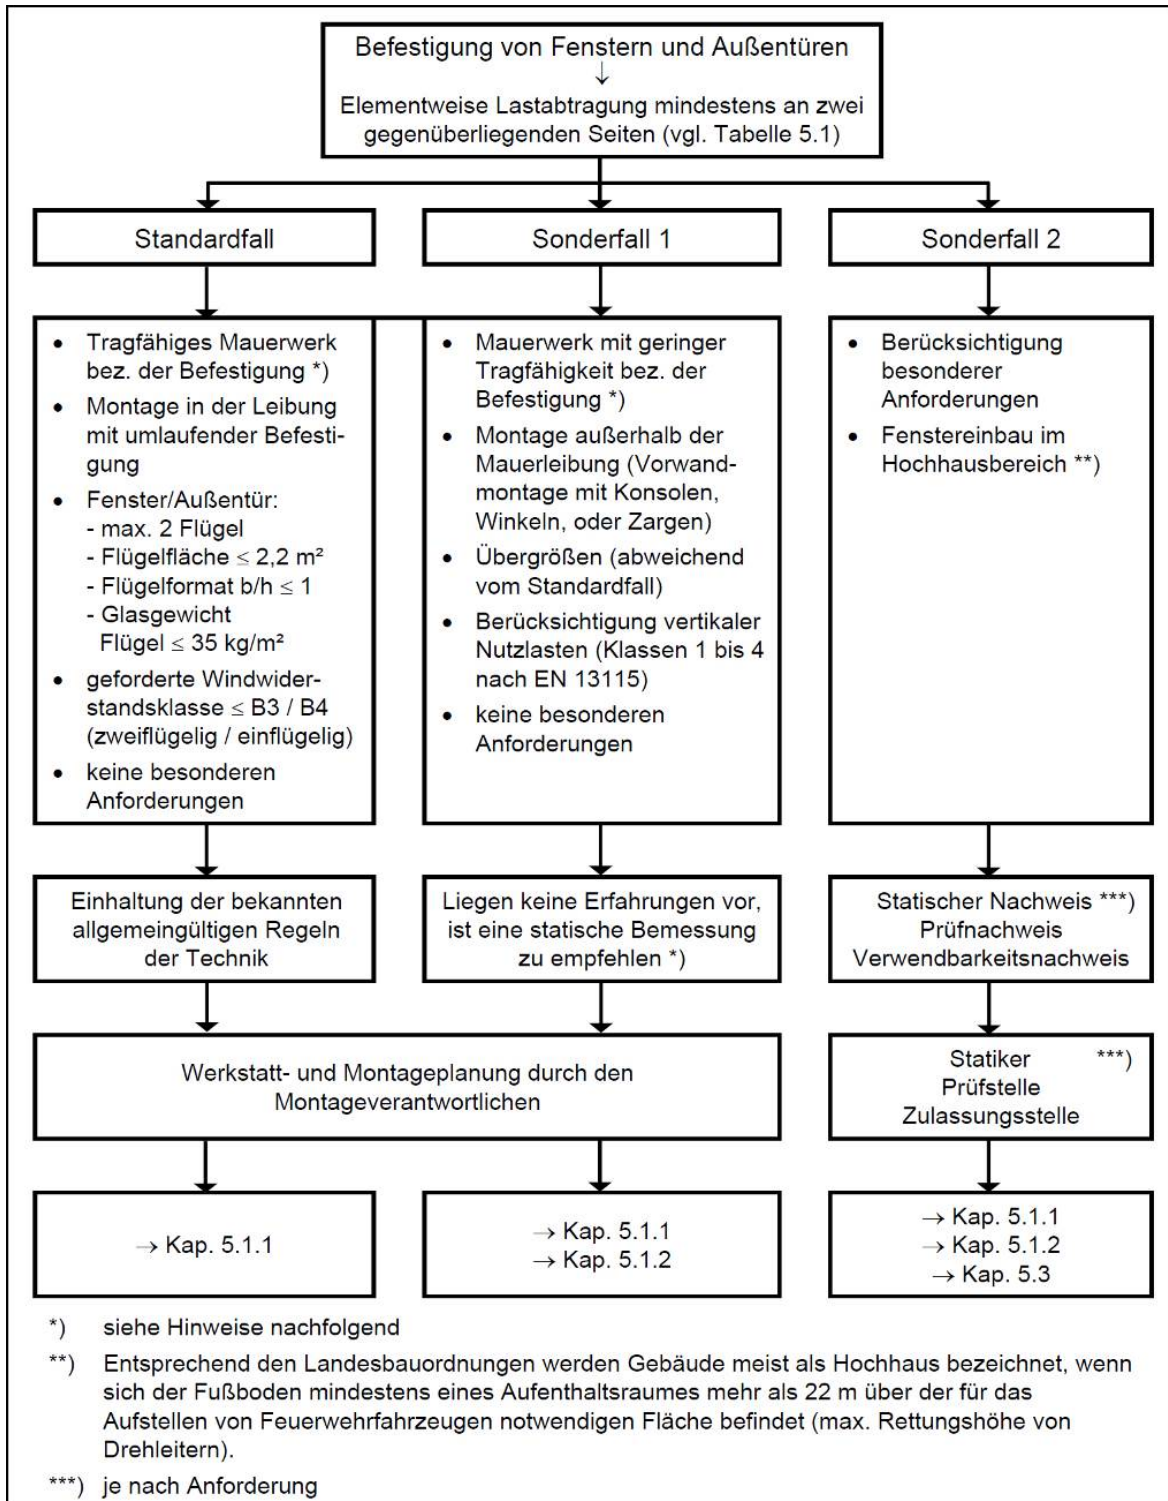 Befestigung von Fenstern und Außentüren
↓
Elementweise Lastabtragung mindestens an zwei
gegenüberliegenden Seiten (vgl. Tabelle 5.1)
Standardfall
Sonderfall 1
Sonderfall 2
• Tragfähiges Mauerwerk
bez. der Befestigung *)
• Montage in der Leibung
mit umlaufender Befesti-
gung
• Fenster/Außentür:
- max. 2 Flügel
- Flügelfläche ≤ 2,2 m²
- Flügelformat b/h ≤ 1
- Glasgewicht
Flügel ≤ 35 kg/m²
• geforderte Windwider-
standsklasse ≤ B3 / B4
(zweiflügelig / einflügelig)
• keine besonderen
Anforderungen
• Mauerwerk mit geringer
Tragfähigkeit bez. der
Befestigung *)
• Montage außerhalb der
Mauerleibung (Vorwand-
montage mit Konsolen,
Winkeln, oder Zargen)
• Übergrößen (abweichend
vom Standardfall)
• Berücksichtigung vertikaler
Nutzlasten (Klassen 1 bis 4
nach EN 13115)
• keine besonderen
Anforderungen
• Berücksichtigung
besonderer
Anforderungen
• Fenstereinbau im
Hochhausbereich **)
Einhaltung der bekannten
allgemeingültigen Regeln
der Technik
Liegen keine Erfahrungen vor,
ist eine statische Bemessung
zu empfehlen *)
Statischer Nachweis ***)
Prüfnachweis
Verwendbarkeitsnachweis
Werkstatt- und Montageplanung durch den
Montageverantwortlichen
Statiker ***)
Prüfstelle
Zulassungsstelle
→ Kap. 5.1.1
→ Kap. 5.1.1
→ Kap. 5.1.2
→ Kap. 5.1.1
→ Kap. 5.1.2
→ Kap. 5.3
*) siehe Hinweise nachfolgend
**) Entsprechend den Landesbauordnungen werden Gebäude meist als Hochhaus bezeichnet, wenn
sich der Fußboden mindestens eines Aufenthaltsraumes mehr als 22 m über der für das
Aufstellen von Feuerwehrfahrzeugen notwendigen Fläche befindet (max. Rettungshöhe von
Drehleitern).
***) je nach Anforderung